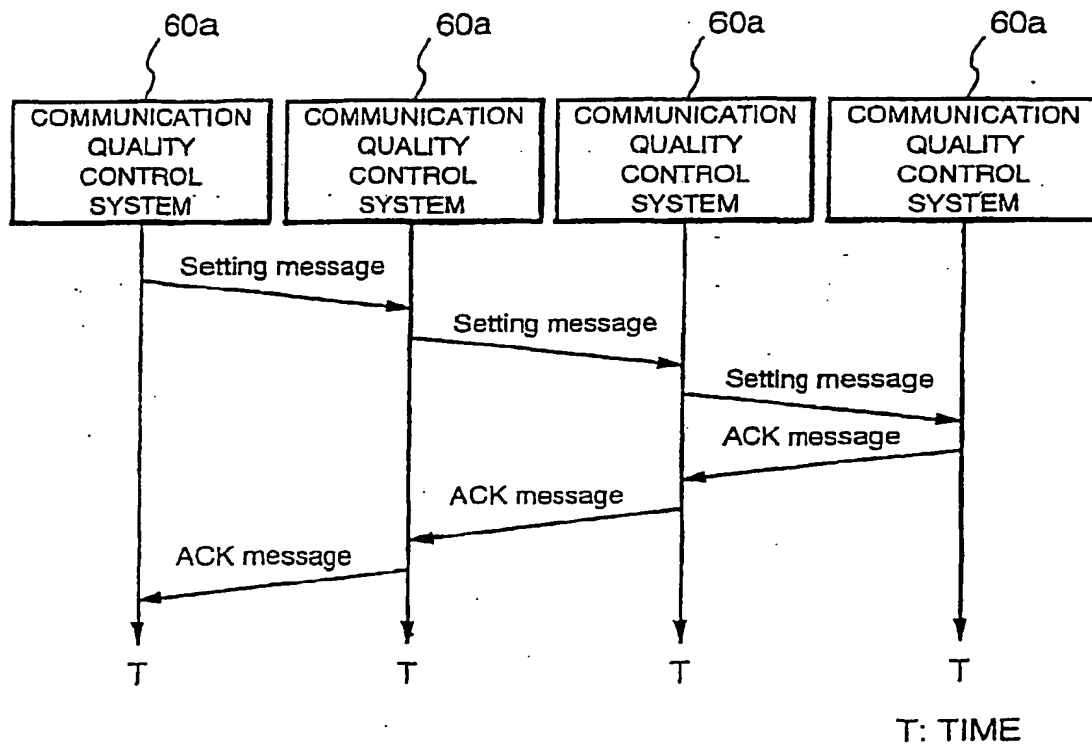 60a 60a 60a 60a
COMMUNICATION QUALITY CONTROL SYSTEM
COMMUNICATION QUALITY CONTROL SYSTEM
COMMUNICATION QUALITY CONTROL SYSTEM
COMMUNICATION QUALITY CONTROL SYSTEM
Setting message
Setting message
Setting message
ACK message
ACK message
ACK message
T T T T
T: TIME